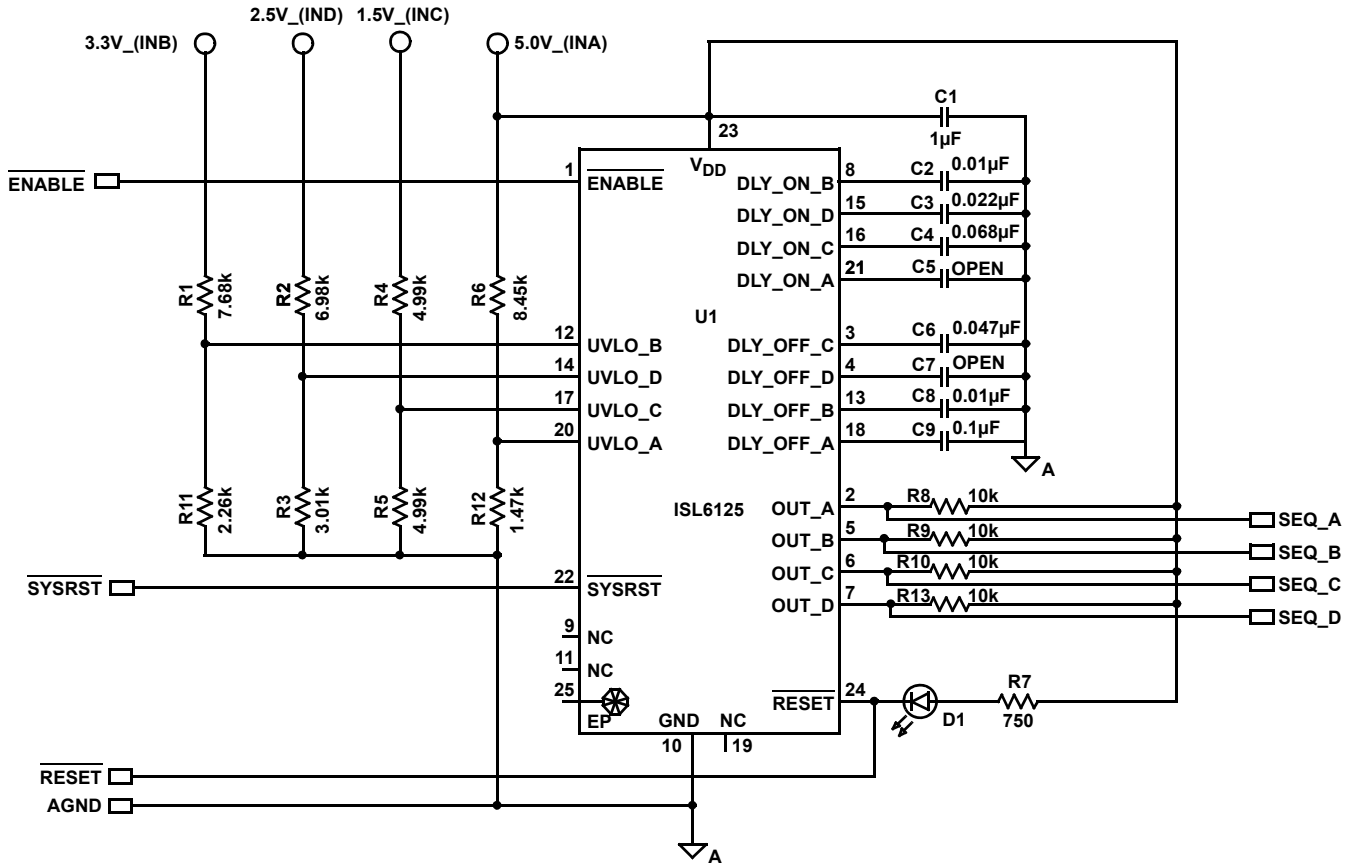 2.5V_(IND) 1.5V_(INC)
3.3V_(INB) 5.0V_(INA)
C1
1µF
23
VDD
ENABLE
1
ENABLE
DLY_ON_B
8
C2
0.01µF
DLY_ON_D
15
C3
0.022µF
DLY_ON_C
16
C4
0.068µF
DLY_ON_A
21
C5
OPEN
R1
7.68k
R2
6.98k
R4
4.99k
R6
8.45k
U1
12
UVLO_B
14
UVLO_D
17
UVLO_C
20
UVLO_A
DLY_OFF_C
3
C6
0.047µF
DLY_OFF_D
4
C7
OPEN
DLY_OFF_B
13
C8
0.01µF
DLY_OFF_A
18
C9
0.1µF
A
R11
2.26k
R3
3.01k
R5
4.99k
R12
1.47k
ISL6125
OUT_A
2
R8
10k
SEQ_A
OUT_B
5
R9
10k
SEQ_B
OUT_C
6
R10
10k
SEQ_C
OUT_D
7
R13
10k
SEQ_D
SYSRST
22
SYSRST
9
NC
11
NC
25
EP
GND
10
NC
19
RESET
24
D1
R7
750
RESET
AGND
A